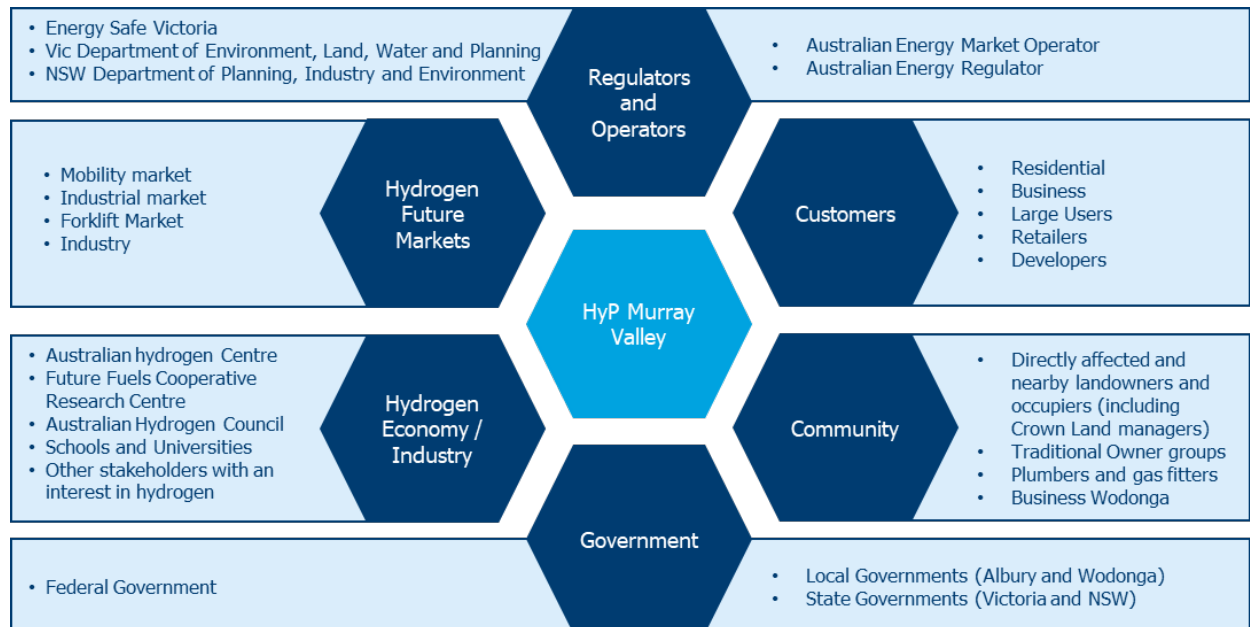 • Energy Safe Victoria
• Vic Department of Environment, Land, Water and Planning
• NSW Department of Planning, Industry and Environment
Regulators
and
Operators
• Australian Energy Market Operator
• Australian Energy Regulator
• Mobility market
• Industrial market
• Forklift Market
• Industry
Hydrogen
Future
Markets
Customers
• Residential
• Business
• Large Users
• Retailers
• Developers
HyP Murray
Valley
• Australian hydrogen Centre
• Future Fuels Cooperative
Research Centre
• Australian Hydrogen Council
• Schools and Universities
• Other stakeholders with an
interest in hydrogen
Hydrogen
Economy /
Industry
Community
• Directly affected and
nearby landowners and
occupiers (including
Crown Land managers)
• Traditional Owner groups
• Plumbers and gas fitters
• Business Wodonga
• Federal Government
Government
• Local Governments (Albury and Wodonga)
• State Governments (Victoria and NSW)